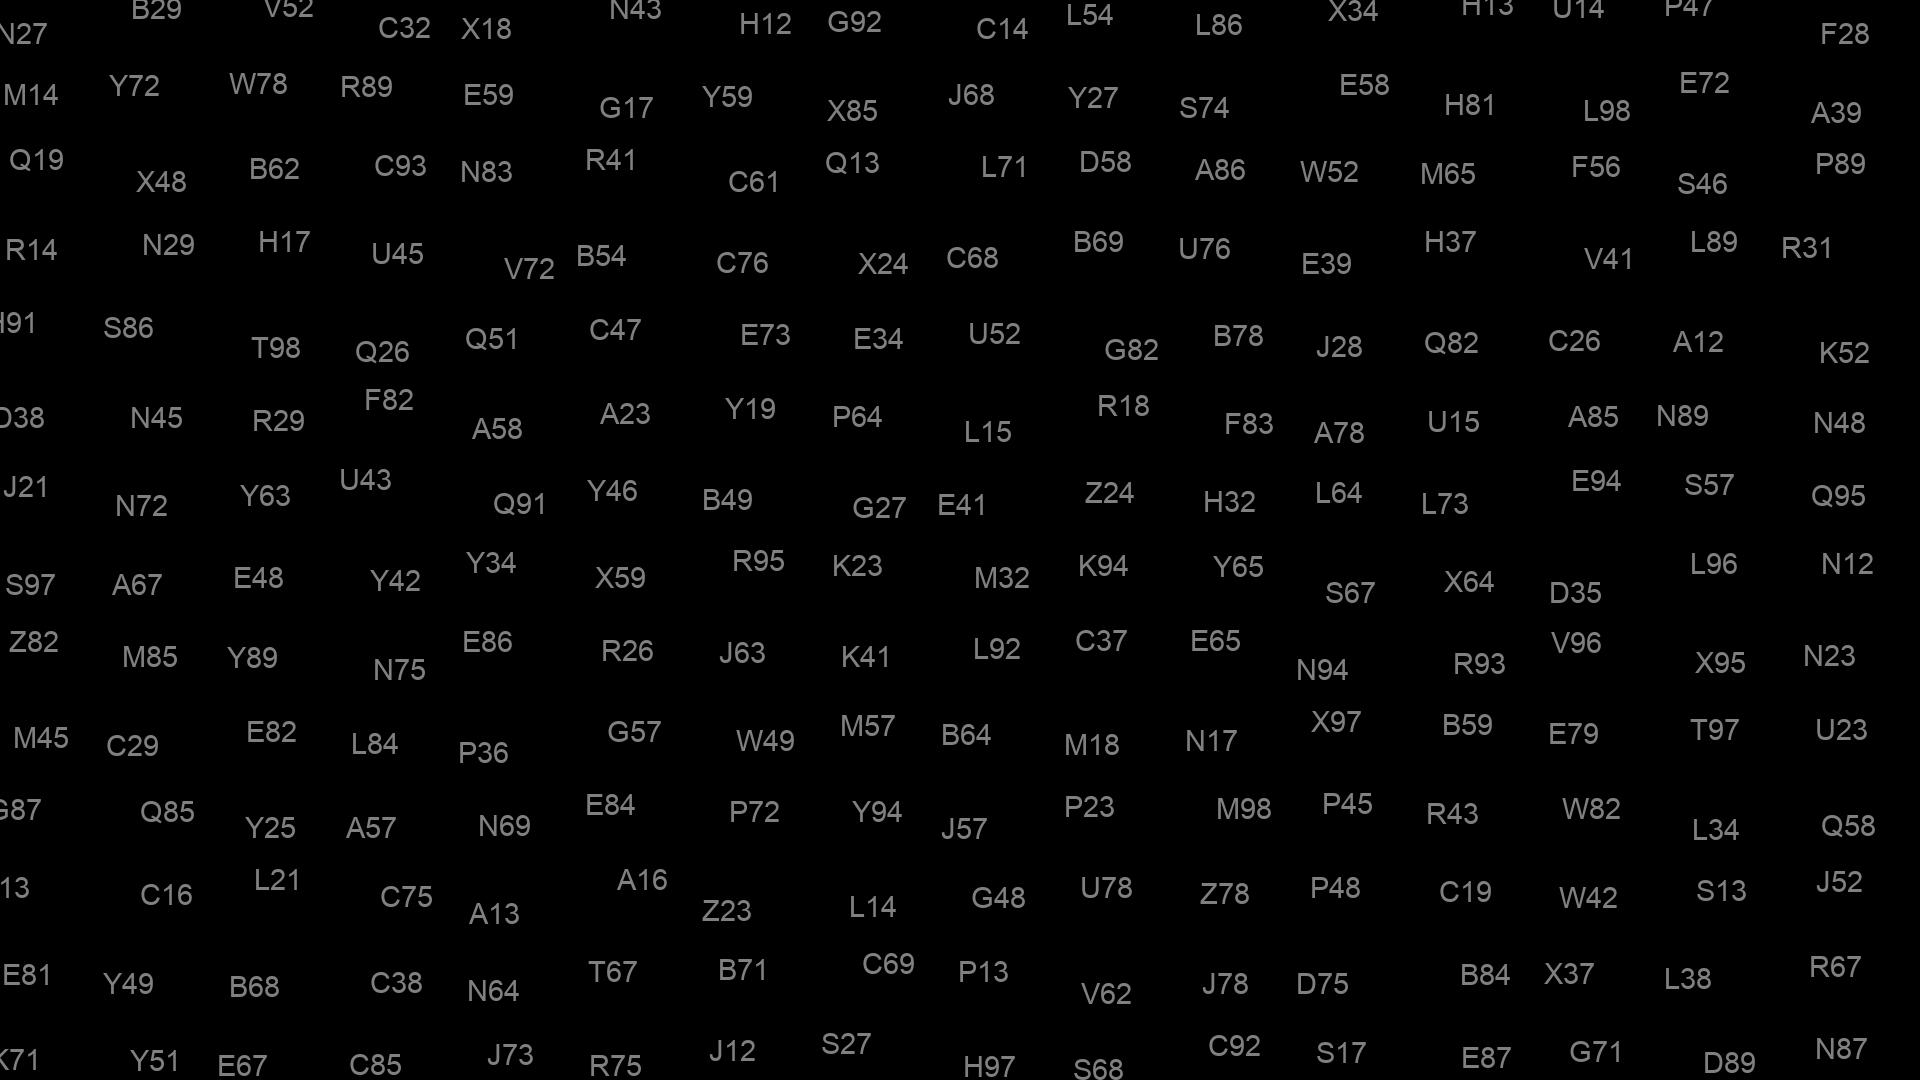 N27 B29 V52 C32 X18 N43 H12 G92 C14 L54 L86 X34 H13 U14 P47 F28
M14 Y72 W78 R89 E59 G17 Y59 X85 J68 Y27 S74 E58 H81 L98 E72 A39
Q19 X48 B62 C93 N83 R41 C61 Q13 L71 D58 A86 W52 M65 F56 S46 P89
R14 N29 H17 U45 V72 B54 C76 X24 C68 B69 U76 E39 H37 V41 L89 R31
H91 S86 T98 Q26 Q51 C47 E73 E34 U52 G82 B78 J28 Q82 C26 A12 K52
D38 N45 R29 F82 A58 A23 Y19 P64 L15 R18 F83 A78 U15 A85 N89 N48
J21 N72 Y63 U43 Q91 Y46 B49 G27 E41 Z24 H32 L64 L73 E94 S57 Q95
S97 A67 E48 Y42 Y34 X59 R95 K23 M32 K94 Y65 S67 X64 D35 L96 N12
Z82 M85 Y89 N75 E86 R26 J63 K41 L92 C37 E65 N94 R93 V96 X95 N23
M45 C29 E82 L84 P36 G57 W49 M57 B64 M18 N17 X97 B59 E79 T97 U23
G87 Q85 Y25 A57 N69 E84 P72 Y94 J57 P23 M98 P45 R43 W82 L34 Q58
13 C16 L21 C75 A13 A16 Z23 L14 G48 U78 Z78 P48 C19 W42 S13 J52
E81 Y49 B68 C38 N64 T67 B71 C69 P13 V62 J78 D75 B84 X37 L38 R67
K71 Y51 E67 C85 J73 R75 J12 S27 H97 S68 C92 S17 E87 G71 D89 N87